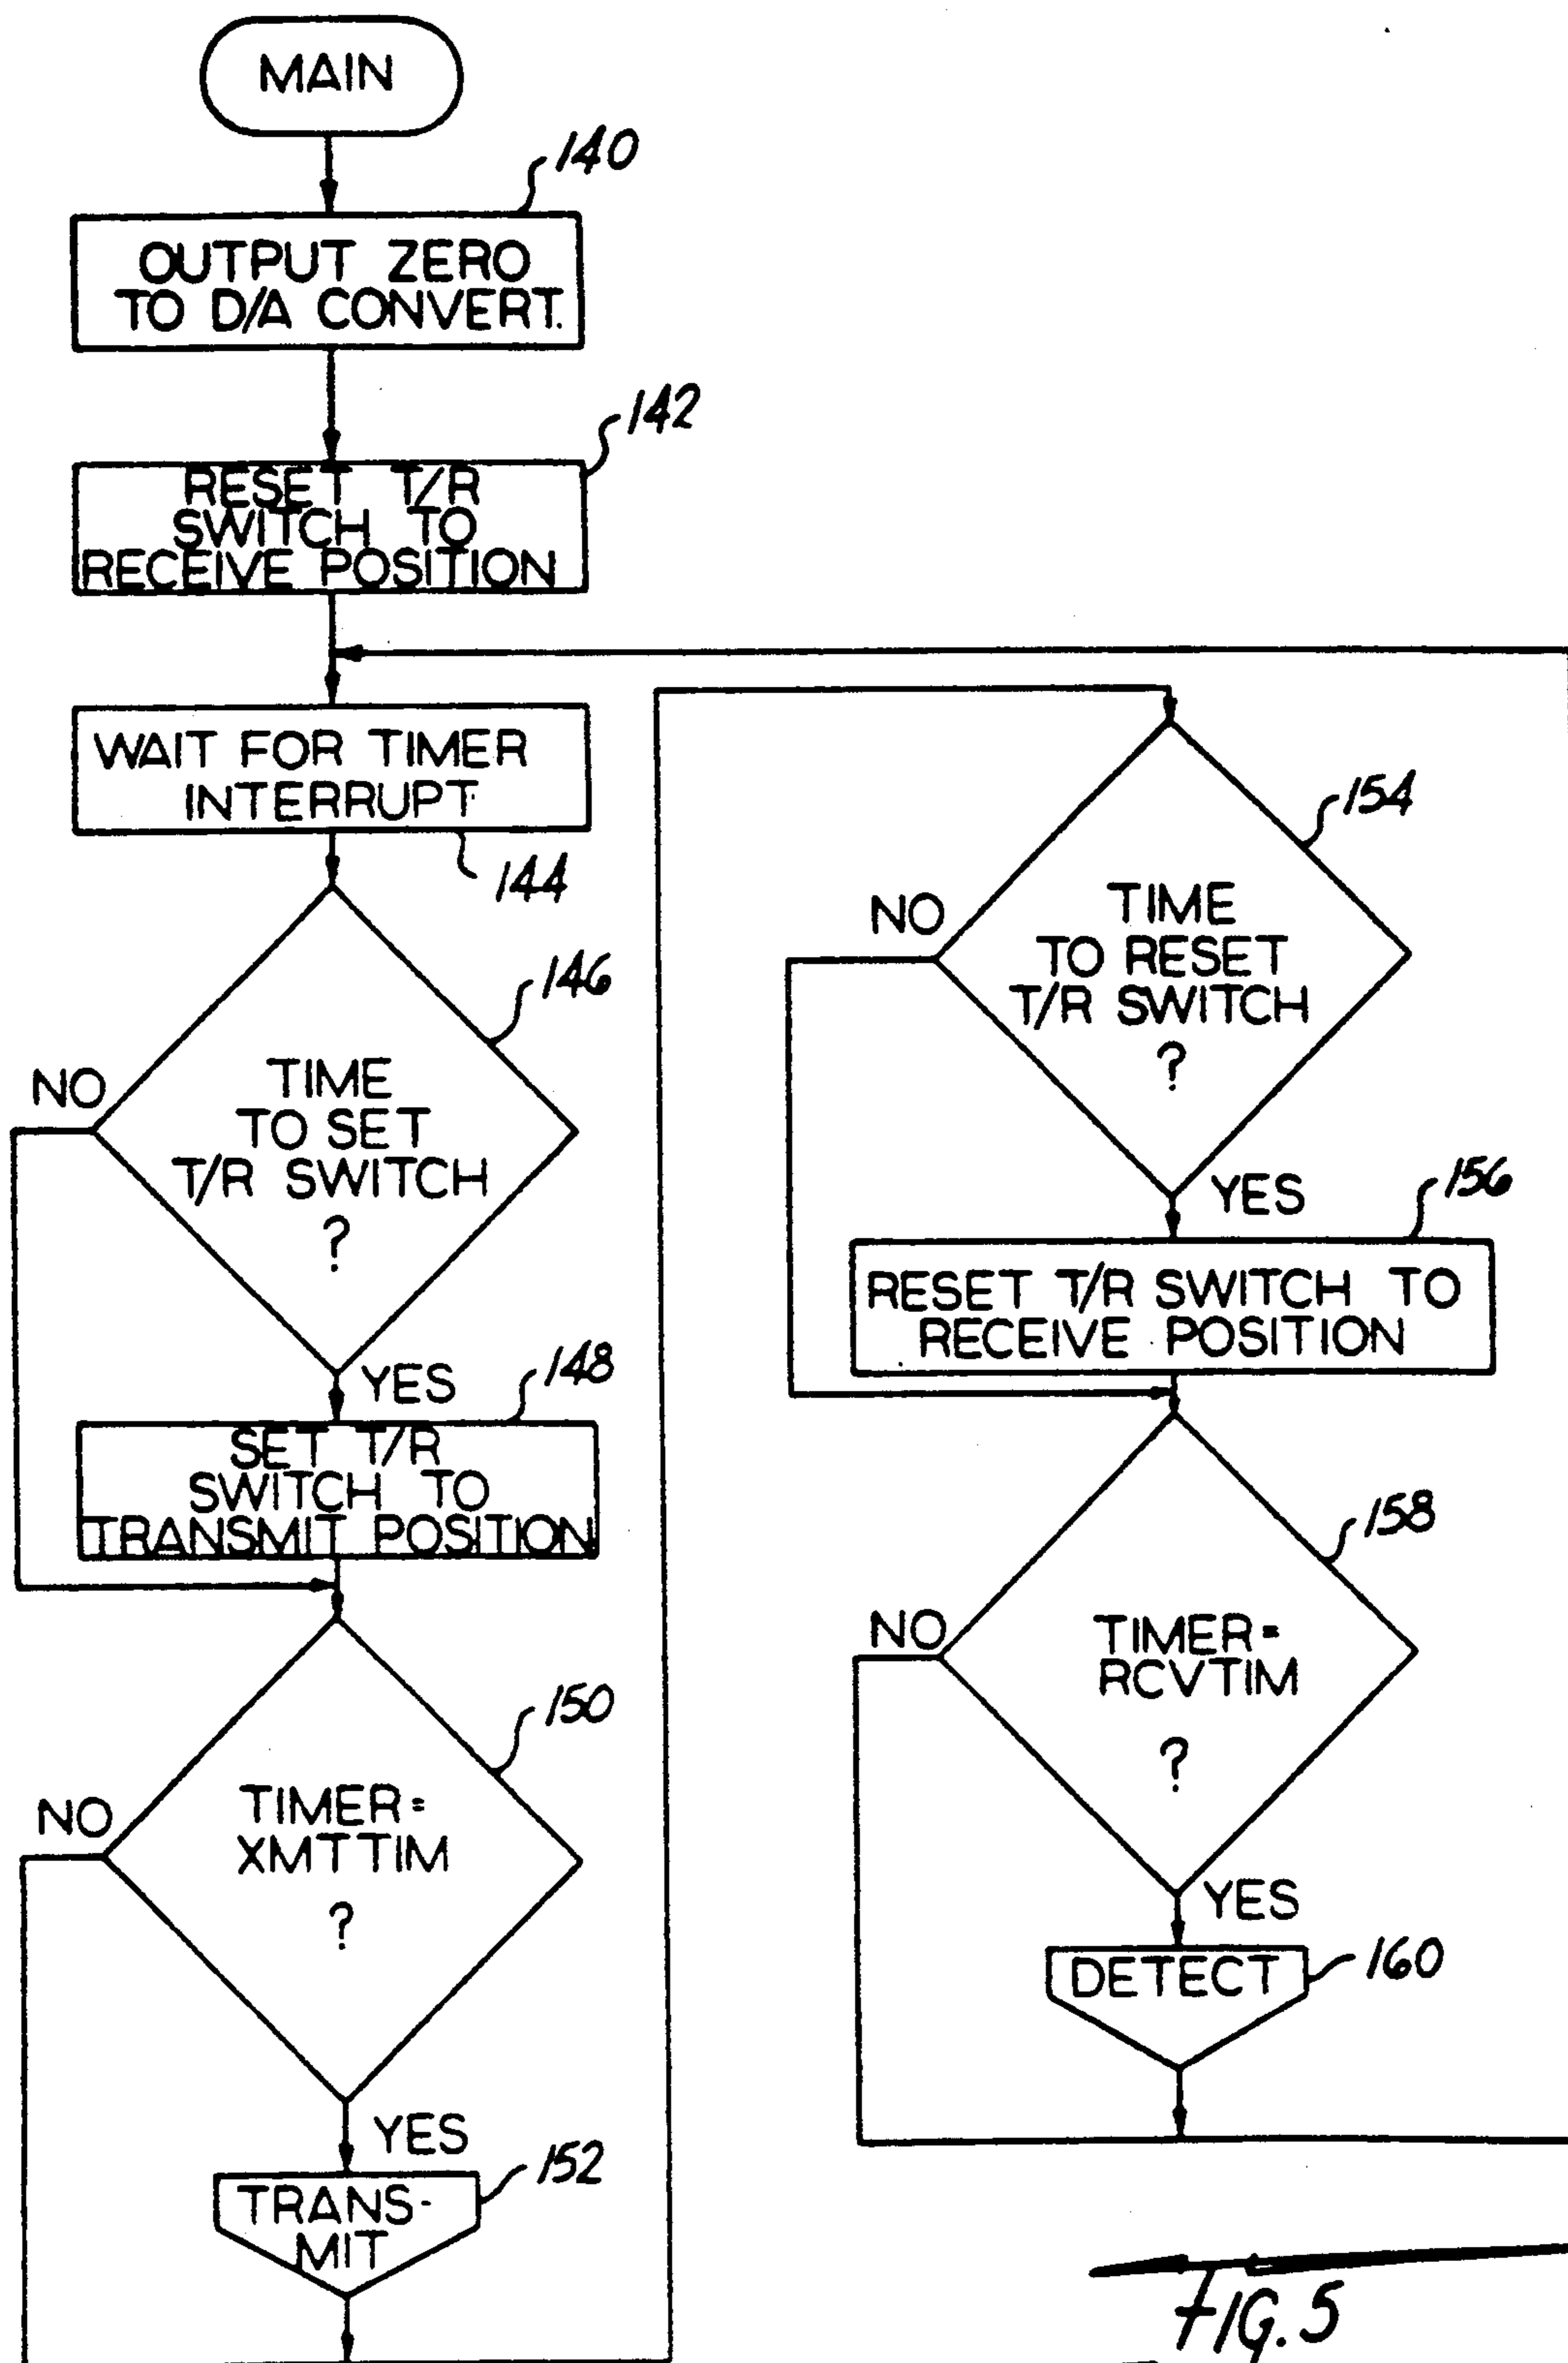 MAIN
140
OUTPUT ZERO
TO D/A CONVERT.
142
RESET T/R
SWITCH TO
RECEIVE POSITION
WAIT FOR TIMER
INTERRUPT
144
146
NO
TIME
TO SET
T/R SWITCH
?
YES
148
SET T/R
SWITCH TO
TRANSMIT POSITION
150
NO
TIMER=
XMTTIM
?
YES
152
TRANS-
MIT
154
NO
TIME
TO RESET
T/R SWITCH
?
YES
156
RESET T/R SWITCH TO
RECEIVE POSITION
158
NO
TIMER=
RCVTIM
?
YES
DETECT
160
FIG. 5